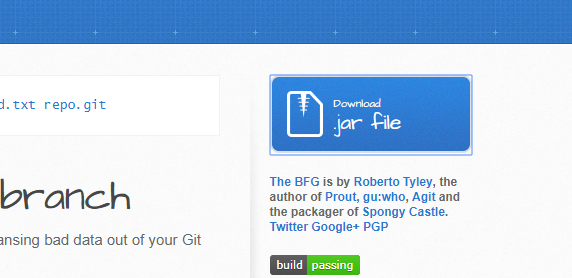 d.txt repo.git
branch
ansing bad data out of your Git
Download
.jar file
The BFG is by Roberto Tyley, the
author of Prout, gu:who, Agit and
the packager of Spongy Castle.
Twitter Google+ PGP
build passing